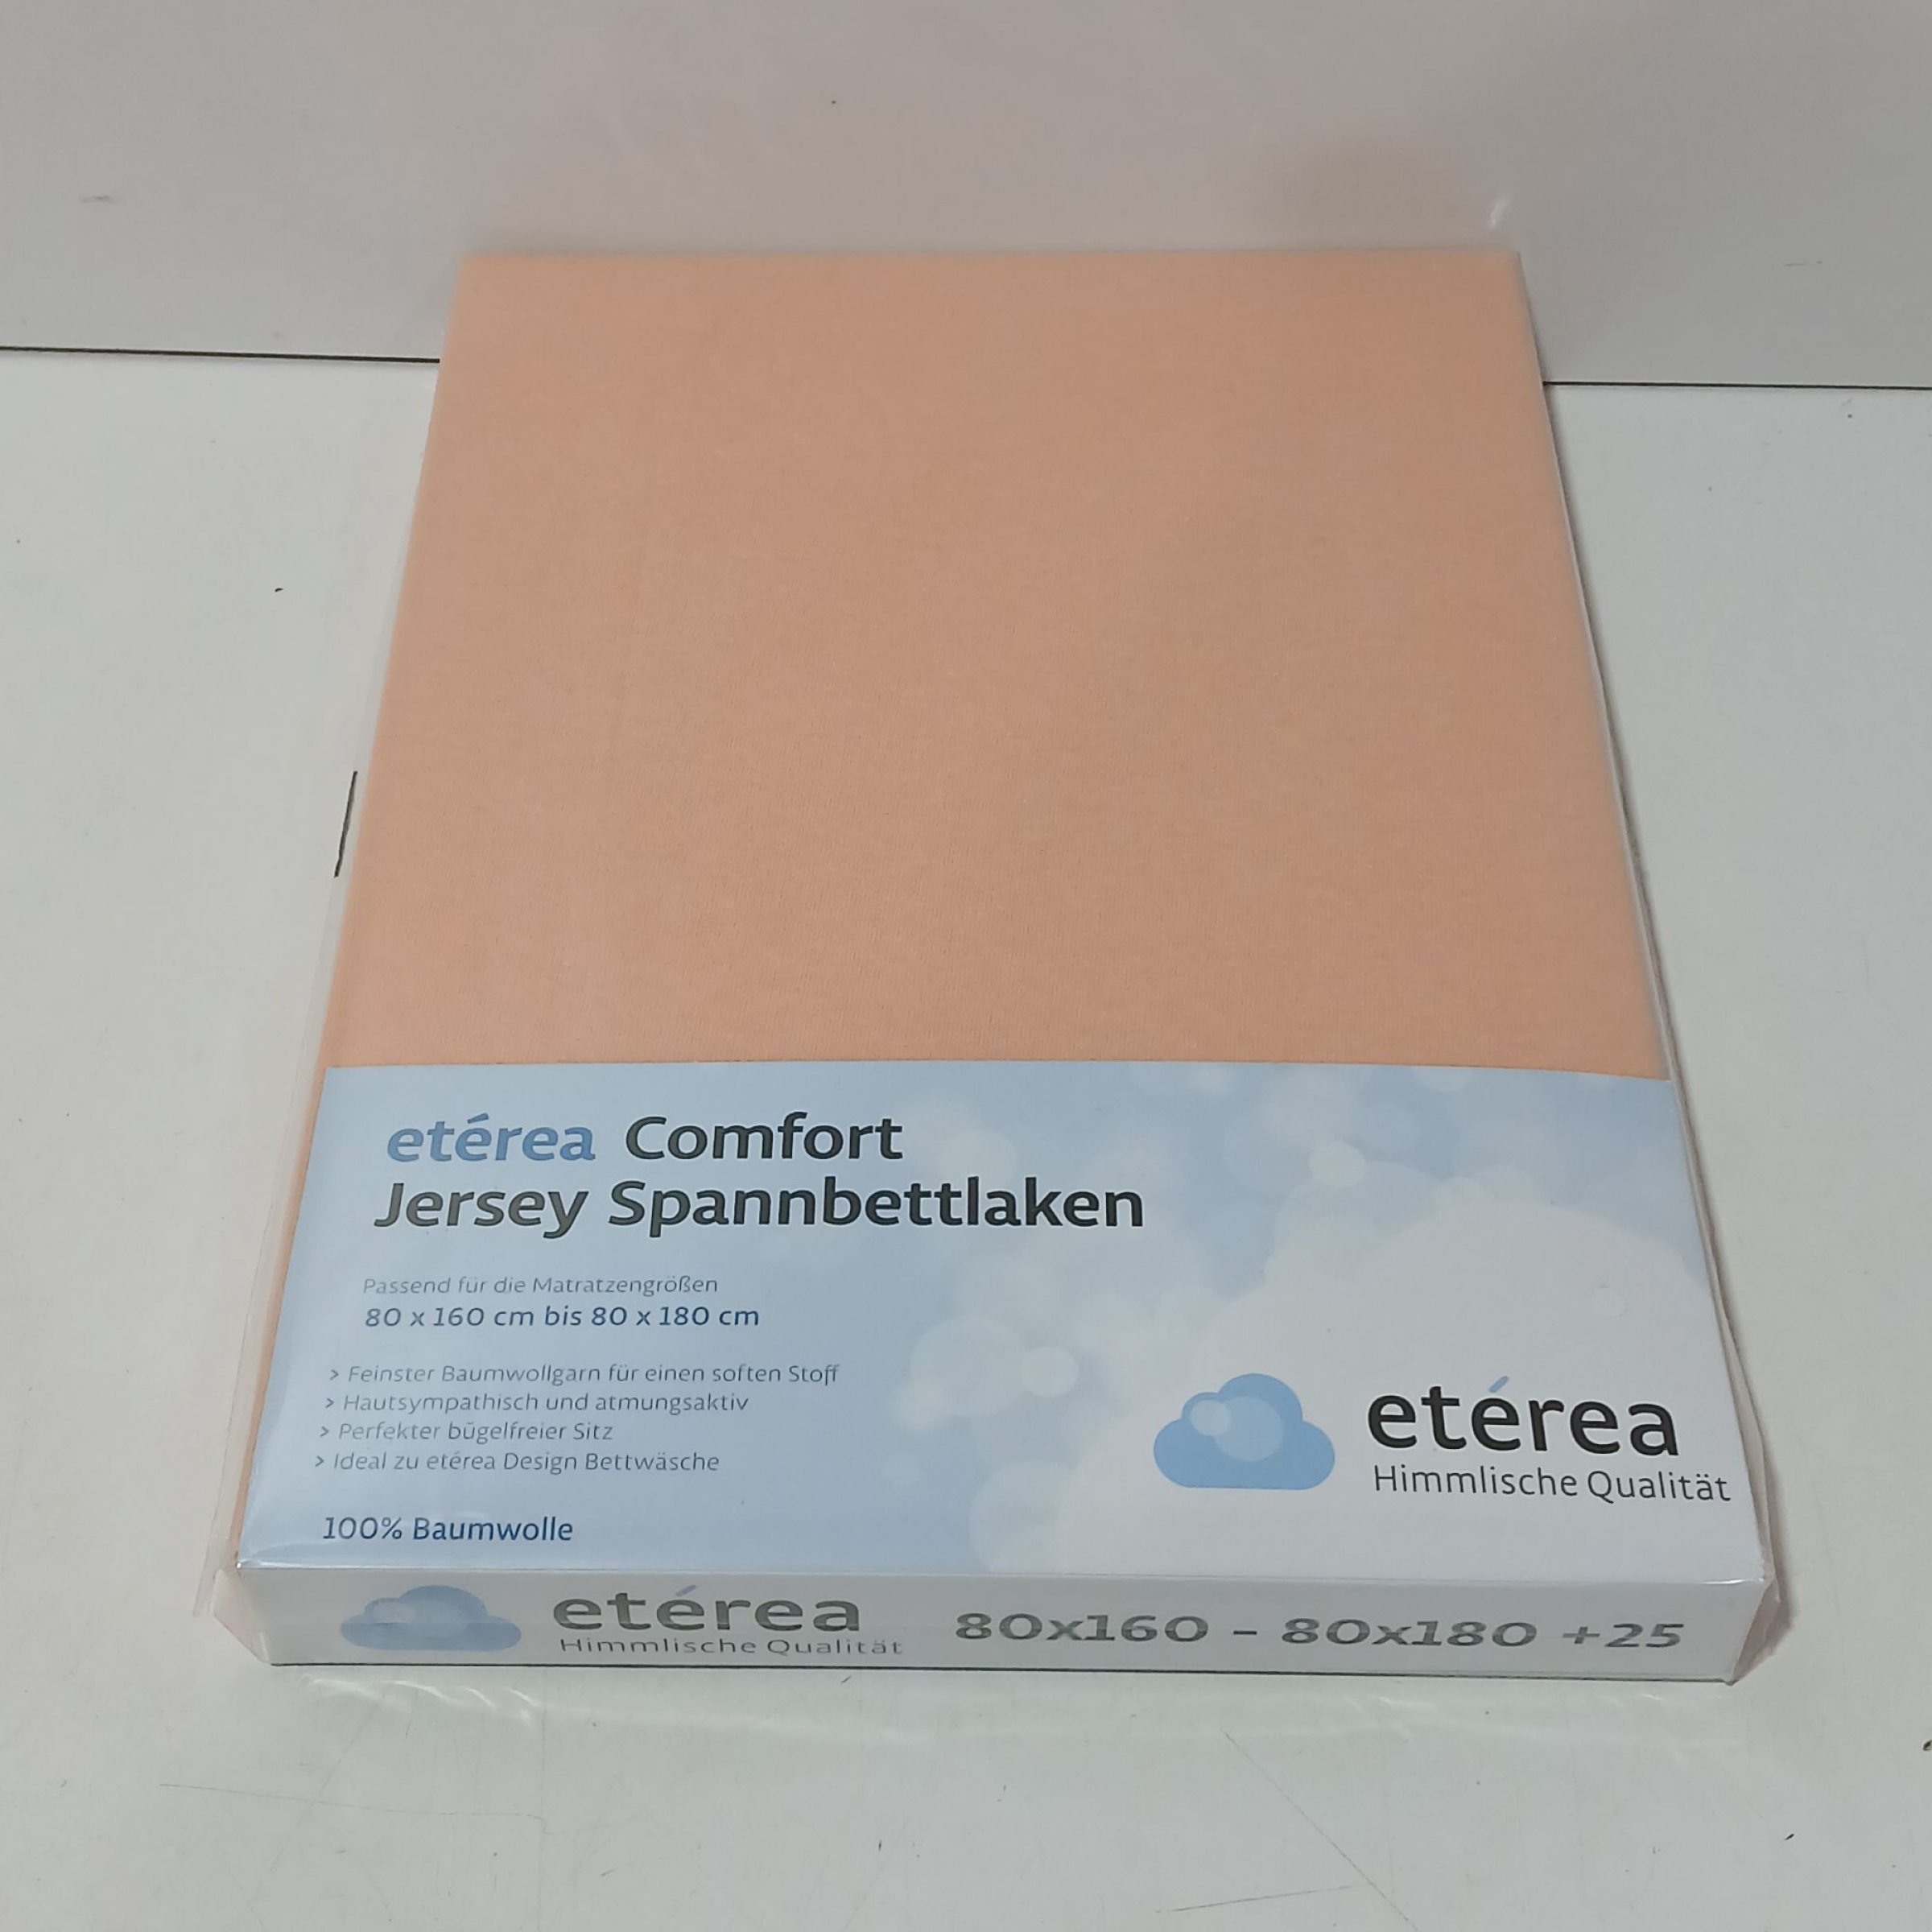 etérea Comfort
Jersey Spannbettlaken
Passend für die Matratzengrößen
80 x 160 cm bis 80 x 180 cm
> Feinster Baumwollgarn für einen soften Stoff
> Hautsympathisch und atmungsaktiv
> Perfekter bügelfreier Sitz
> Ideal zu etérea Design Bettwäsche
100% Baumwolle
etérea
Himmlische Qualität
etérea
Himmlische Qualität
80x160 – 80x180 +25